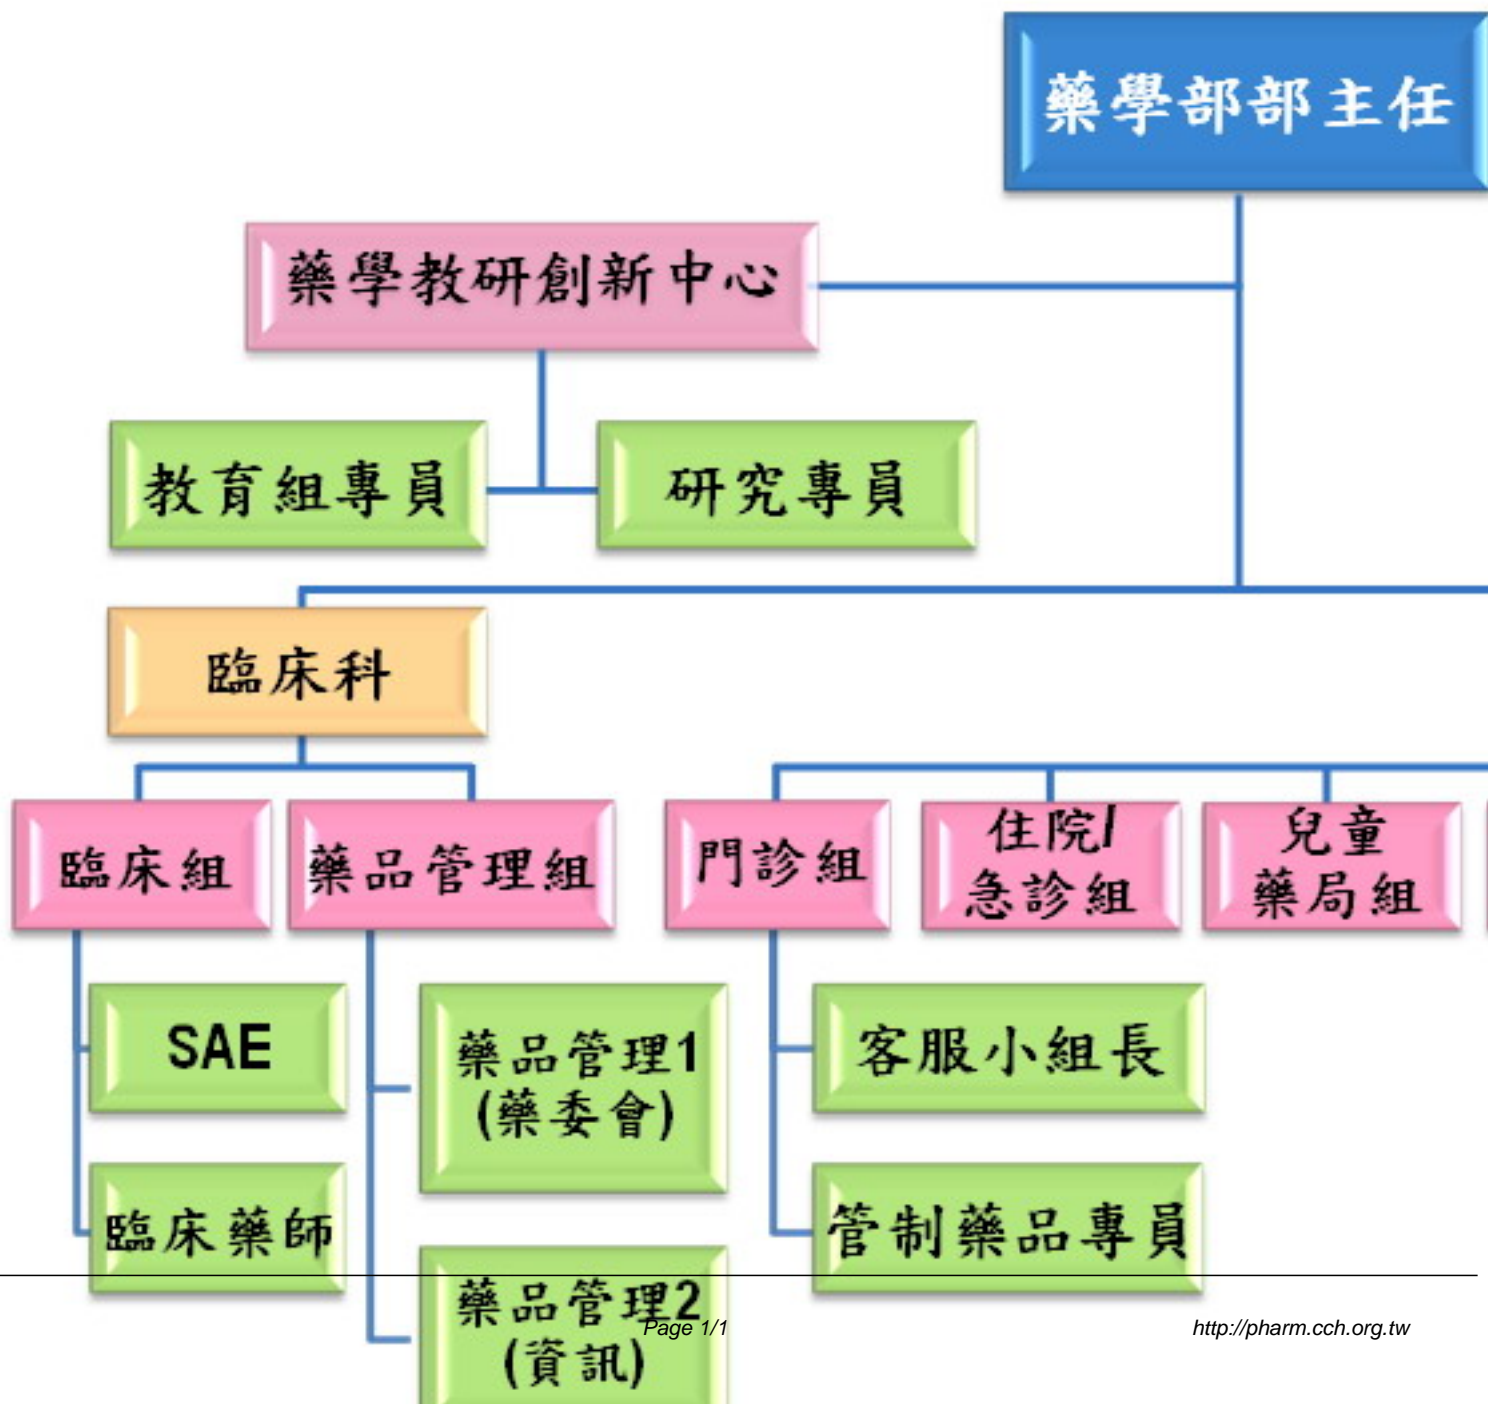 藥學部部主任
藥學教研創新中心
教育組專員
研究專員
臨床科
臨床組
藥品管理組
門診組
住院/
急診組
兒童
藥局組
SAE
藥品管理1
(藥委會)
客服小組長
臨床藥師
管制藥品專員
藥品管理2
(資訊)
Page 1/1
http://pharm.cch.org.tw